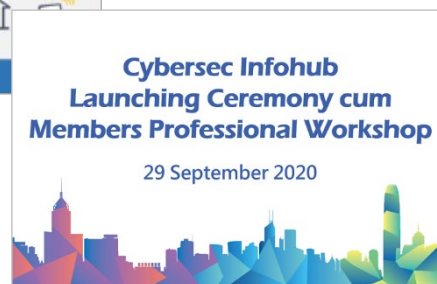 Cybersec Infohub
Launching Ceremony cum
Members Professional Workshop
29 September 2020